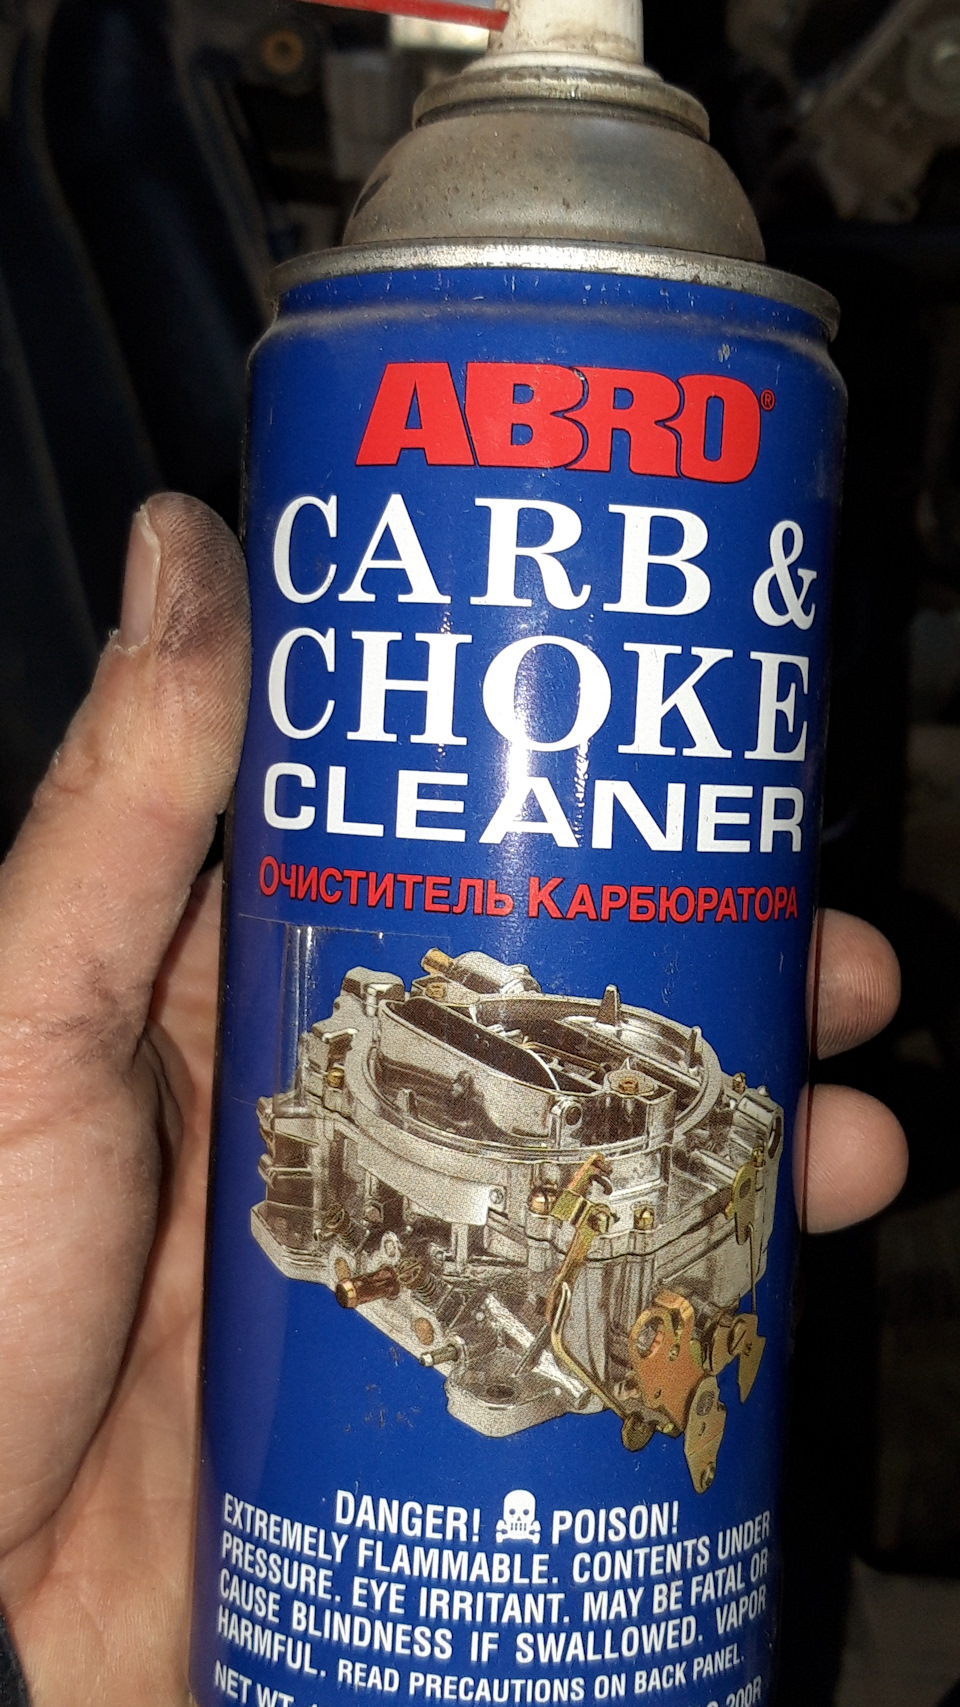 ABRO®
CARB &
CHOKE
CLEANER
Очиститель Карбюратора
DANGER! POISON!
EXTREMELY FLAMMABLE. CONTENTS UNDER
PRESSURE. EYE IRRITANT. MAY BE FATAL OR
CAUSE BLINDNESS IF SWALLOWED. VAPOR
HARMFUL. READ PRECAUTIONS ON BACK PANEL.
NET WT.